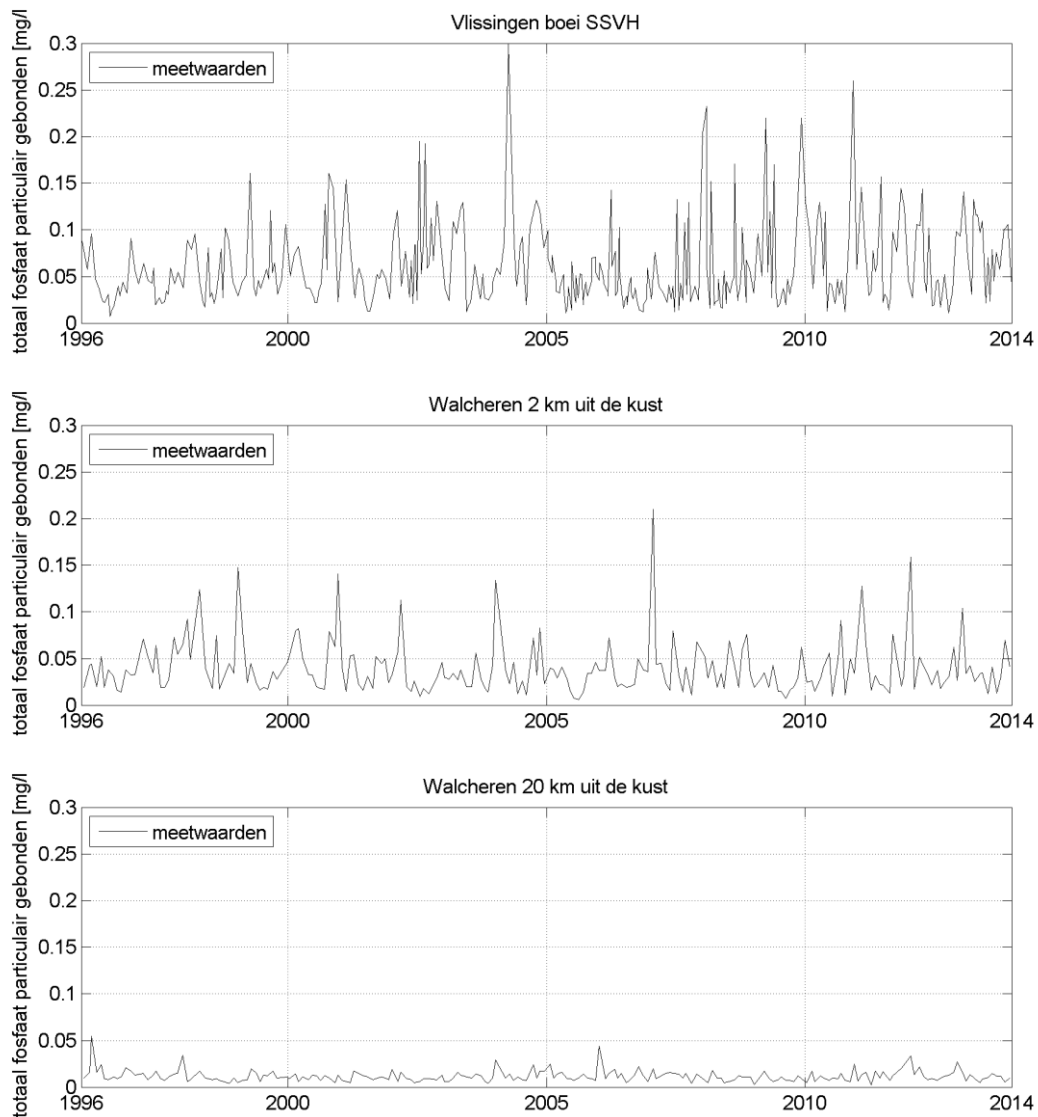 Vlissingen boei SSVH
totaal fosfaat particulair gebonden [mg/l]
0.3
0.25
0.2
0.15
0.1
0.05
0
meetwaarden
1996 2000 2005 2010 2014
Walcheren 2 km uit de kust
totaal fosfaat particulair gebonden [mg/l]
0.3
0.25
0.2
0.15
0.1
0.05
0
meetwaarden
1996 2000 2005 2010 2014
Walcheren 20 km uit de kust
totaal fosfaat particulair gebonden [mg/l]
0.3
0.25
0.2
0.15
0.1
0.05
0
meetwaarden
1996 2000 2005 2010 2014